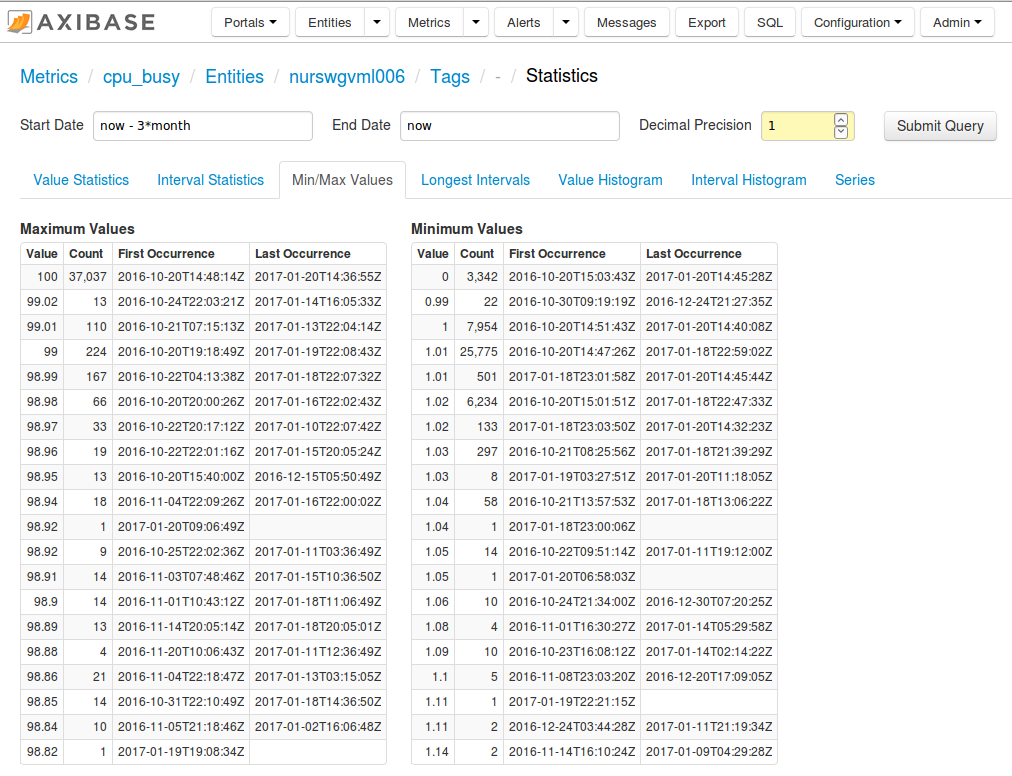 AXIBASE Portals Entities Metrics Alerts Messages Export SQL Configuration Admin
Metrics / cpu_busy / Entities / nurswgvml006 / Tags / - / Statistics
Start Date now - 3*month End Date now Decimal Precision 1 Submit Query
Value Statistics Interval Statistics Min/Max Values Longest Intervals Value Histogram Interval Histogram Series
Maximum Values
Value Count First Occurrence Last Occurrence
100 37,037 2016-10-20T14:48:14Z 2017-01-20T14:36:55Z
99.02 13 2016-10-24T22:03:21Z 2017-01-14T16:05:33Z
99.01 110 2016-10-21T07:15:13Z 2017-01-13T22:04:14Z
99 224 2016-10-20T19:18:49Z 2017-01-19T22:08:43Z
98.99 167 2016-10-22T04:13:38Z 2017-01-18T22:07:32Z
98.98 66 2016-10-20T20:00:26Z 2017-01-16T22:02:43Z
98.97 33 2016-10-22T20:17:12Z 2017-01-10T22:07:42Z
98.96 19 2016-10-22T22:01:16Z 2017-01-15T20:05:24Z
98.95 13 2016-10-20T15:40:00Z 2016-12-15T05:50:49Z
98.94 18 2016-11-04T22:09:26Z 2017-01-16T22:00:02Z
98.92 1 2017-01-20T09:06:49Z
98.92 9 2016-10-25T22:02:36Z 2017-01-11T03:36:49Z
98.91 14 2016-11-03T07:48:46Z 2017-01-15T10:36:50Z
98.9 14 2016-11-01T10:43:12Z 2017-01-18T11:06:49Z
98.89 13 2016-11-14T20:05:14Z 2017-01-18T20:05:01Z
98.88 4 2016-11-20T10:06:43Z 2017-01-11T12:36:49Z
98.86 21 2016-11-04T22:18:47Z 2017-01-13T03:15:05Z
98.85 14 2016-10-31T22:10:49Z 2017-01-18T14:36:50Z
98.84 10 2016-11-05T21:18:46Z 2017-01-02T16:06:48Z
98.82 1 2017-01-19T19:08:34Z
Minimum Values
Value Count First Occurrence Last Occurrence
0 3,342 2016-10-20T15:03:43Z 2017-01-20T14:45:28Z
0.99 22 2016-10-30T09:19:19Z 2016-12-24T21:27:35Z
1 7,954 2016-10-20T14:51:43Z 2017-01-20T14:40:08Z
1.01 25,775 2016-10-20T14:47:26Z 2017-01-18T22:59:02Z
1.01 501 2017-01-18T23:01:58Z 2017-01-20T14:45:44Z
1.02 6,234 2016-10-20T15:01:51Z 2017-01-18T22:47:33Z
1.02 133 2017-01-18T23:03:50Z 2017-01-20T14:32:23Z
1.03 297 2016-10-21T08:25:56Z 2017-01-18T21:39:29Z
1.03 8 2017-01-19T03:27:51Z 2017-01-20T11:18:05Z
1.04 58 2016-10-21T13:57:53Z 2017-01-18T13:06:22Z
1.04 1 2017-01-18T23:00:06Z
1.05 14 2016-10-22T09:51:14Z 2017-01-11T19:12:00Z
1.05 1 2017-01-20T06:58:03Z
1.06 10 2016-10-24T21:34:00Z 2016-12-30T07:20:25Z
1.08 4 2016-11-01T16:30:27Z 2017-01-14T05:29:58Z
1.09 10 2016-10-23T16:08:12Z 2017-01-14T02:14:22Z
1.1 5 2016-11-08T23:03:20Z 2016-12-20T17:09:05Z
1.11 1 2017-01-19T22:21:15Z
1.11 2 2016-12-24T03:44:28Z 2017-01-11T21:19:34Z
1.14 2 2016-11-14T16:10:24Z 2017-01-09T04:29:28Z